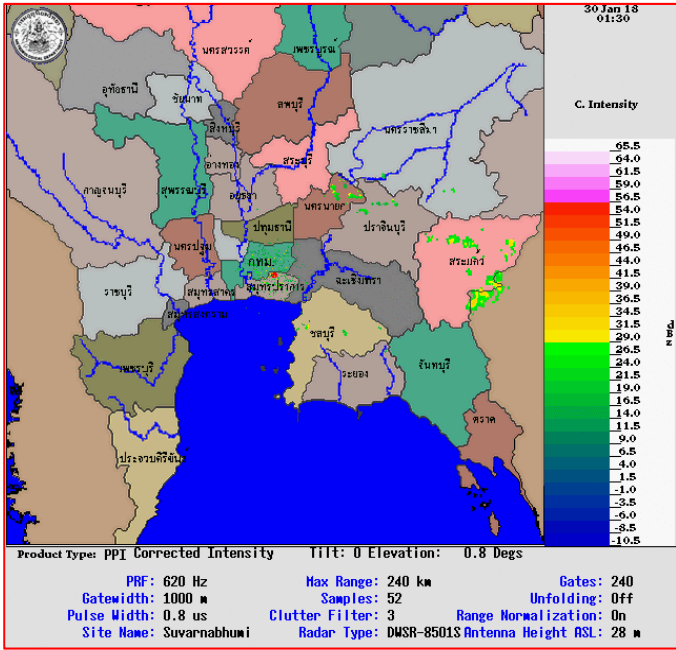 30 Jan 18
01:30
C. Intensity
65.5
64.0
61.5
59.0
56.5
54.0
51.5
49.0
46.5
44.0
41.5
39.0
36.5
34.0
31.5
29.0
26.5
24.0
21.5
19.0
16.5
14.0
11.5
9.0
6.5
4.0
1.5
-1.0
-3.5
-6.0
-8.5
-10.5
นครสวรรค์
เพชรบูรณ์
อุทัยธานี
ชัยนาท
ลพบุรี
สิงห์บุรี
นครราชสีมา
อ่างทอง
สระบุรี
กาญจนบุรี
สุพรรณบุรี
อยุธยา
นครนายก
ปทุมธานี
ปราจีนบุรี
นครปฐม
กทม.
สระแก้ว
ราชบุรี
สมุทรสาคร
สมุทรปราการ
ฉะเชิงเทรา
สมุทรสงคราม
ชลบุรี
เพชรบุรี
ระยอง
จันทบุรี
ตราด
ประจวบคีรีขันธ์
Product Type: PPI Corrected Intensity Tilt: 0 Elevation: 0.8 Degs
PRF: 620 Hz Max Range: 240 km Gates: 240
Gatewidth: 1000 m Samples: 52 Unfolding: Off
Pulse Width: 0.8 us Clutter Filter: 3 Range Normalization: On
Site Name: Suvarnabhumi Radar Type: DWSR-8501S Antenna Height ASL: 28 m